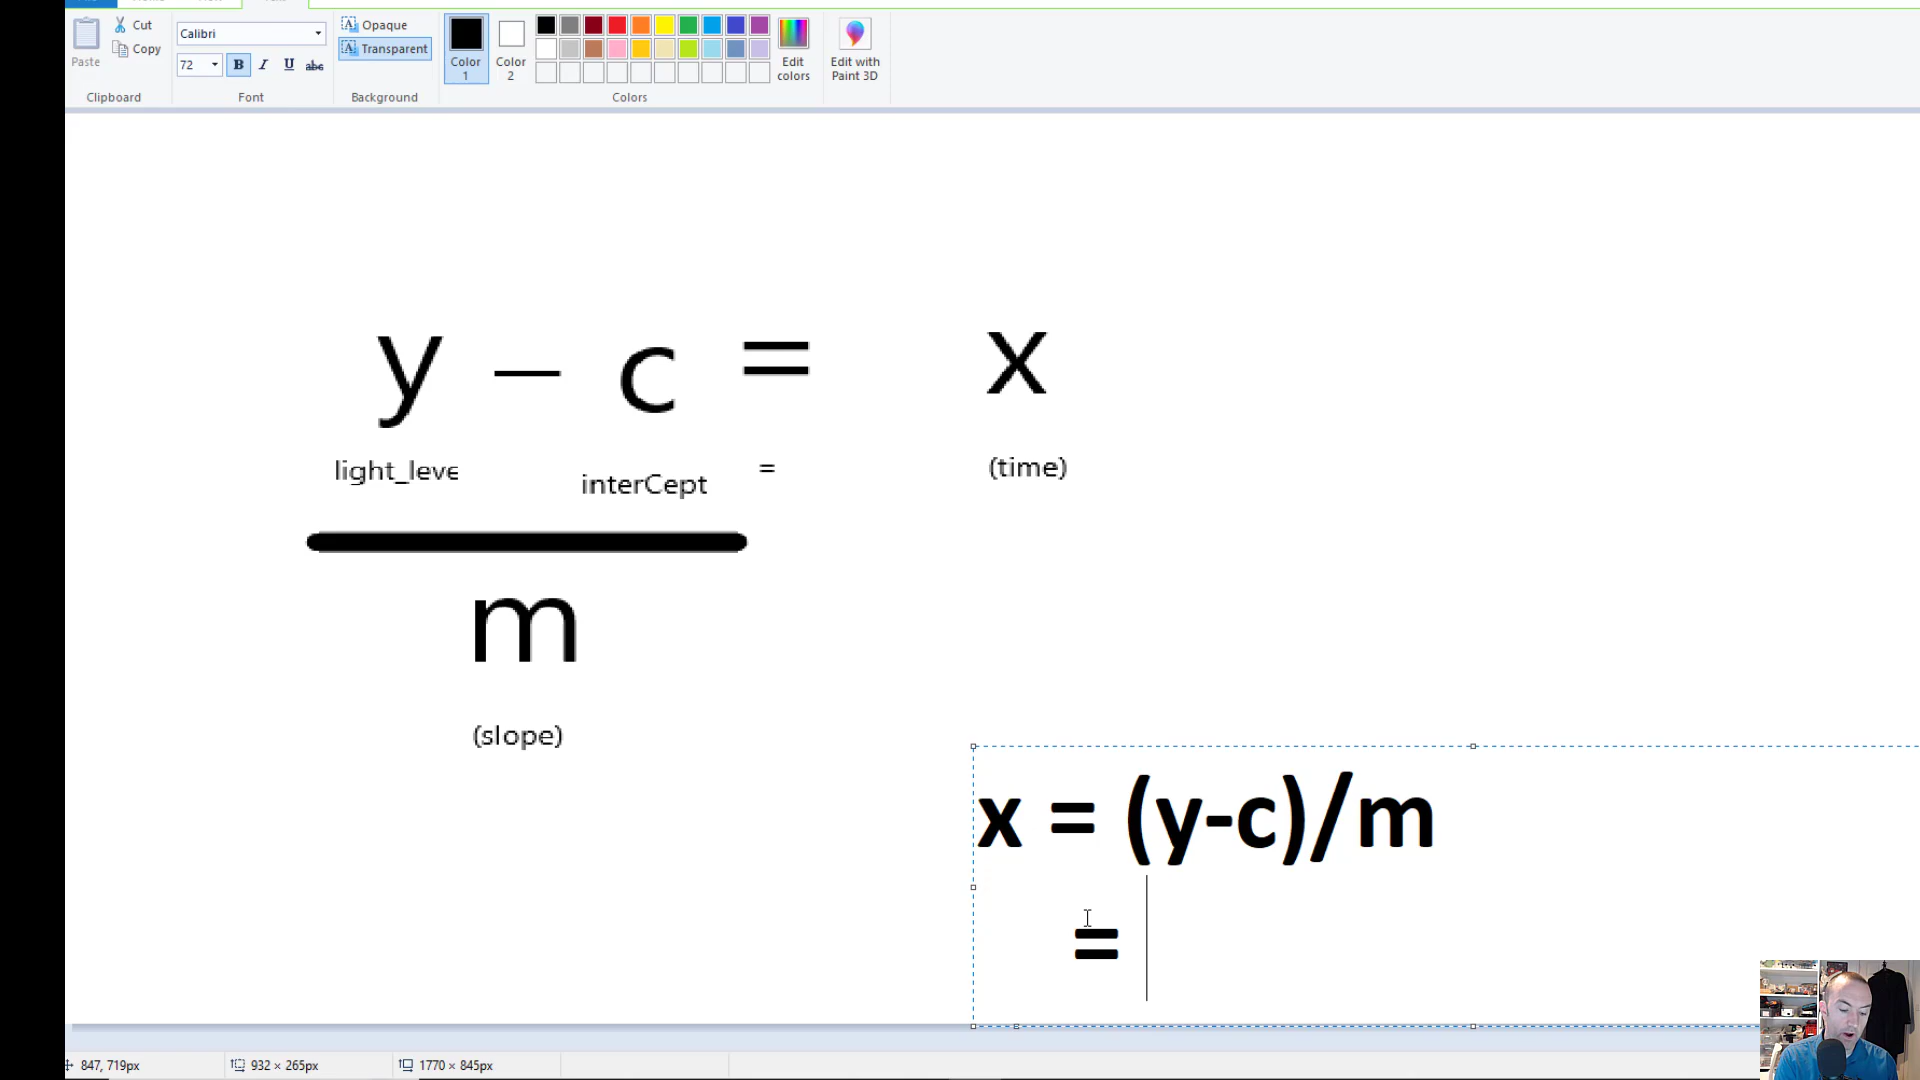 Cut
Copy
Paste
Clipboard
Calibri
72
B I U abc
Font
Opaque
Transparent
Background
Color
1
Color
2
Edit
colors
Colors
Edit with
Paint 3D
y – c = x
light_leve interCept = (time)
m
(slope)
x = (y-c)/m
=
847, 719px 932 × 265px 1770 × 845px